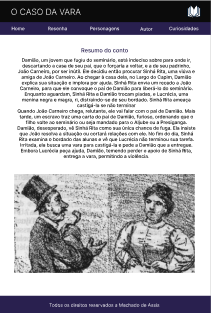 O CASO DA VARA
Home Resenha Personagens Autor Curiosidades
Resumo do conto
Damião, um jovem que fugiu do seminário, está indeciso sobre para onde ir,
descartando a casa de seu pai, que o forçaria a voltar, e a de seu padrinho,
João Carneiro, por ser inútil. Ele decidiu então procurar Sinhá Rita, uma viúva e
amiga de João Carneiro. Ao chegar à casa dela, no Largo do Capim, Damião
explica sua situação e implora por ajuda. Sinhá Rita envia um recado a João
Carneiro, para que ele convoque o pai de Damião para liberá-lo do seminário.
Enquanto aguardam, Sinhá Rita e Damião trocam piadas, e Lucrécia, uma
menina negra e magra, ri, distraindo-se do seu bordado. Sinhá Rita ameaça
castigá-la se não terminar
Quando João Carneiro chega, relutante, ele vai falar com o pai de Damião. Mais
tarde, um escravo traz uma carta do pai de Damião, furioso, ordenando que o
filho volte ao seminário ou seja mandado para o Aljube ou a Presiganga.
Damião, desesperado, vê Sinhá Rita como sua única chance de fuga. Ela insiste
que João resolva a situação ou cortará relações com ele. No fim do dia, Sinhá
Rita examina o bordado das alunas e vê que Lucrécia não terminou sua tarefa.
Irritada, ela busca uma vara para castigá-la e pede a Damião que a entregue.
Embora Lucrécia peça ajuda, Damião, temendo perder o apoio de Sinhá Rita,
entrega a vara, permitindo a violência.
Todos os direitos reservados a Machado de Assis